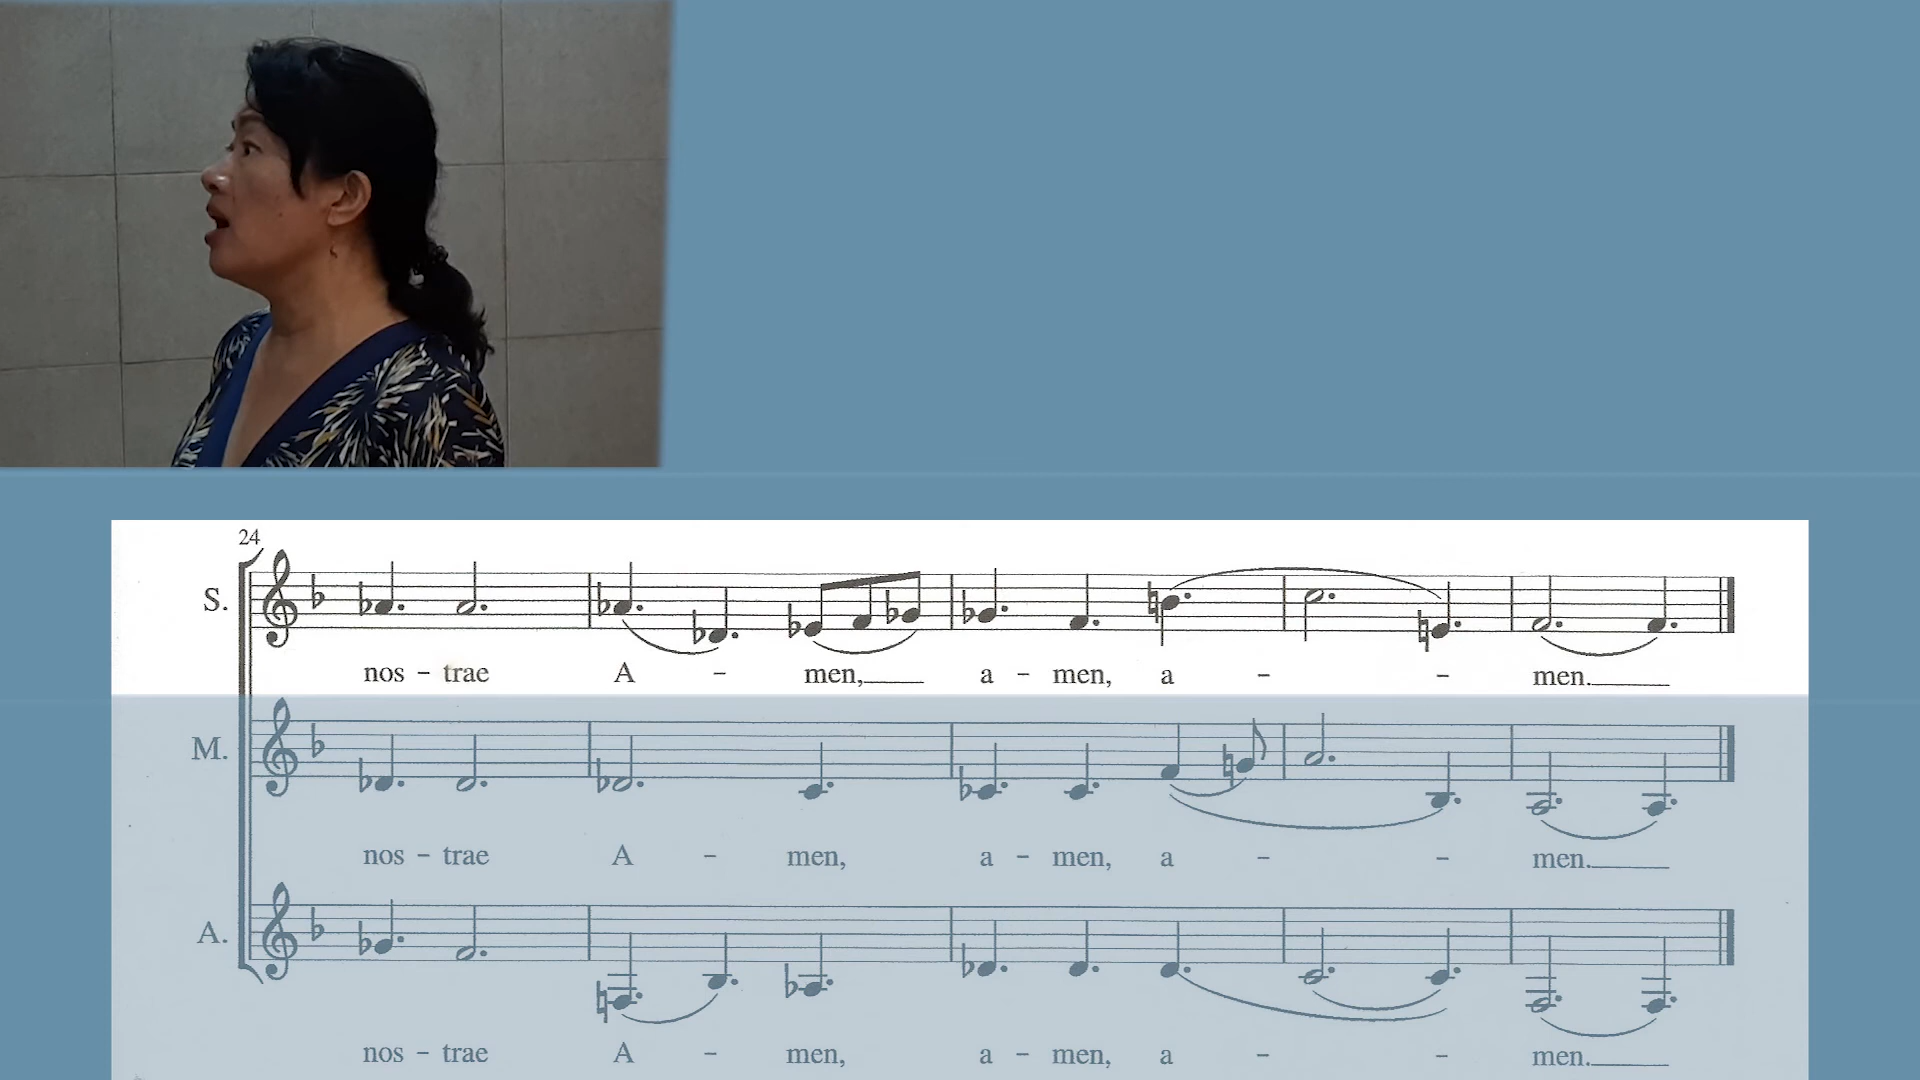 24
S.
nos - trae A - men, a - men, a - - men.
M.
nos - trae A - men, a - men, a - - men.
A.
nos - trae A - men, a - men, a - - men.